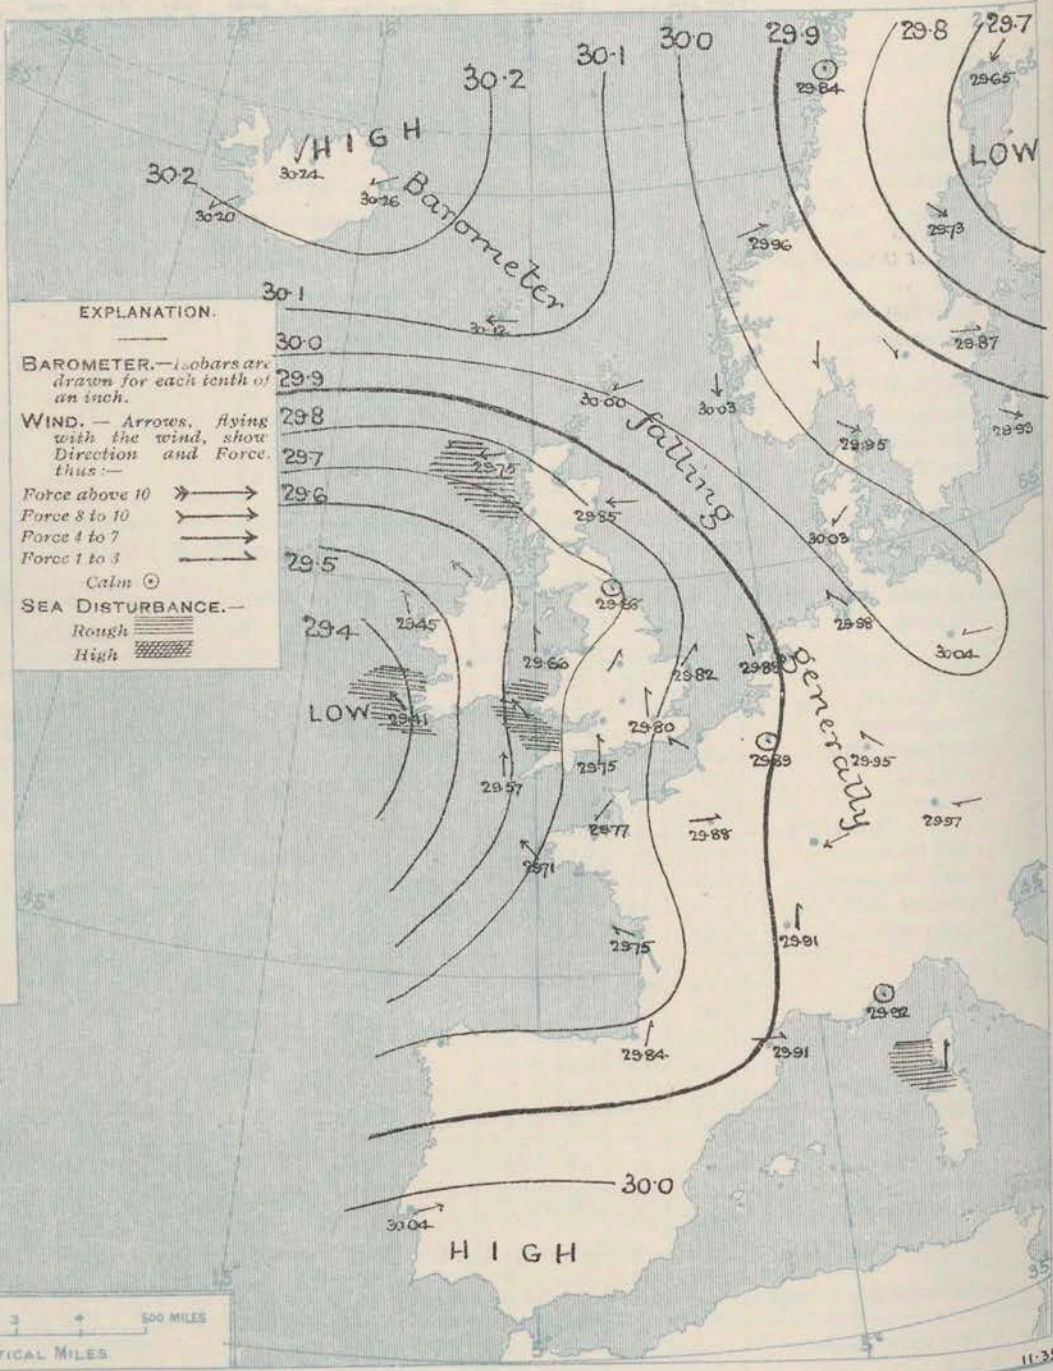 29.7
29.8
29.9
30.0
30.1
30.2
29.84
29.65
65
HIGH
LOW
30.2
30.24
30.26
30.20
Barometer
29.73
29.96
30.1
30.12
29.87
EXPLANATION.
BAROMETER.—Isobars are
drawn for each tenth of
an inch.
WIND. — Arrows, flying
with the wind, show
Direction and Force,
thus:—
Force above 10
Force 8 to 10
Force 4 to 7
Force 1 to 3
Calm
SEA DISTURBANCE.—
Rough
High
30.0
29.9
29.8
29.7
29.6
29.5
29.4
30.00
30.03
falling
29.95
29.93
55°
29.75
29.85
30.03
29.45
29.98
30.04
29.66
29.82
29.88
generally
LOW
29.41
29.80
29.75
29.89
29.95
29.57
29.77
29.88
29.97
29.71
45°
45°
29.75
29.91
29.92
29.84
29.91
30.0
30.04
HIGH
15°
35°
5°
5°
500 MILES
TICAL MILES